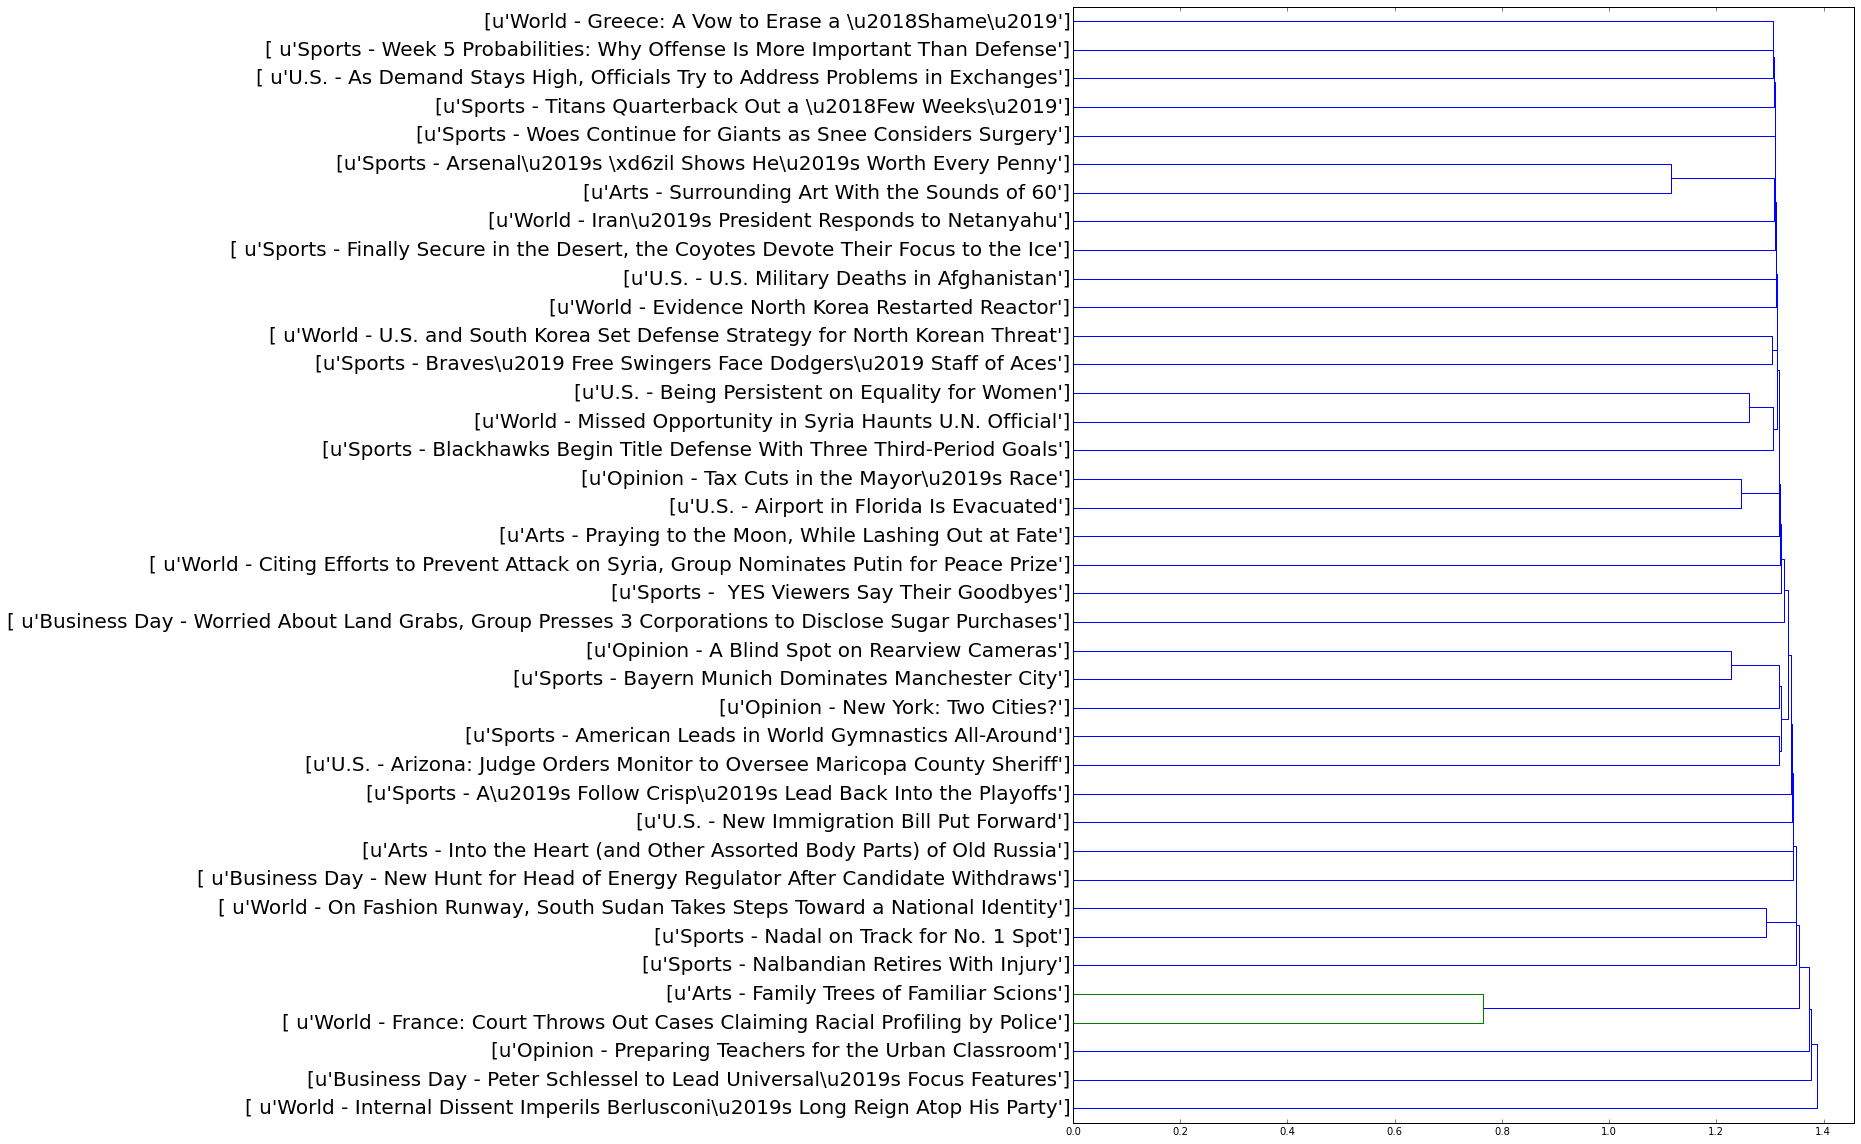 [u'World - Greece: A Vow to Erase a \u2018Shame\u2019']
[ u'Sports - Week 5 Probabilities: Why Offense Is More Important Than Defense']
[ u'U.S. - As Demand Stays High, Officials Try to Address Problems in Exchanges']
[u'Sports - Titans Quarterback Out a \u2018Few Weeks\u2019']
[u'Sports - Woes Continue for Giants as Snee Considers Surgery']
[u'Sports - Arsenal\u2019s \xd6zil Shows He\u2019s Worth Every Penny']
[u'Arts - Surrounding Art With the Sounds of 60']
[u'World - Iran\u2019s President Responds to Netanyahu']
[ u'Sports - Finally Secure in the Desert, the Coyotes Devote Their Focus to the Ice']
[u'U.S. - U.S. Military Deaths in Afghanistan']
[u'World - Evidence North Korea Restarted Reactor']
[ u'World - U.S. and South Korea Set Defense Strategy for North Korean Threat']
[u'Sports - Braves\u2019 Free Swingers Face Dodgers\u2019 Staff of Aces']
[u'U.S. - Being Persistent on Equality for Women']
[u'World - Missed Opportunity in Syria Haunts U.N. Official']
[u'Sports - Blackhawks Begin Title Defense With Three Third-Period Goals']
[u'Opinion - Tax Cuts in the Mayor\u2019s Race']
[u'U.S. - Airport in Florida Is Evacuated']
[u'Arts - Praying to the Moon, While Lashing Out at Fate']
[ u'World - Citing Efforts to Prevent Attack on Syria, Group Nominates Putin for Peace Prize']
[u'Sports -  YES Viewers Say Their Goodbyes']
[ u'Business Day - Worried About Land Grabs, Group Presses 3 Corporations to Disclose Sugar Purchases']
[u'Opinion - A Blind Spot on Rearview Cameras']
[u'Sports - Bayern Munich Dominates Manchester City']
[u'Opinion - New York: Two Cities?']
[u'Sports - American Leads in World Gymnastics All-Around']
[u'U.S. - Arizona: Judge Orders Monitor to Oversee Maricopa County Sheriff']
[u'Sports - A\u2019s Follow Crisp\u2019s Lead Back Into the Playoffs']
[u'U.S. - New Immigration Bill Put Forward']
[u'Arts - Into the Heart (and Other Assorted Body Parts) of Old Russia']
[ u'Business Day - New Hunt for Head of Energy Regulator After Candidate Withdraws']
[ u'World - On Fashion Runway, South Sudan Takes Steps Toward a National Identity']
[u'Sports - Nadal on Track for No. 1 Spot']
[u'Sports - Nalbandian Retires With Injury']
[u'Arts - Family Trees of Familiar Scions']
[ u'World - France: Court Throws Out Cases Claiming Racial Profiling by Police']
[u'Opinion - Preparing Teachers for the Urban Classroom']
[u'Business Day - Peter Schlessel to Lead Universal\u2019s Focus Features']
[ u'World - Internal Dissent Imperils Berlusconi\u2019s Long Reign Atop His Party']
0.0 0.2 0.4 0.6 0.8 1.0 1.2 1.4